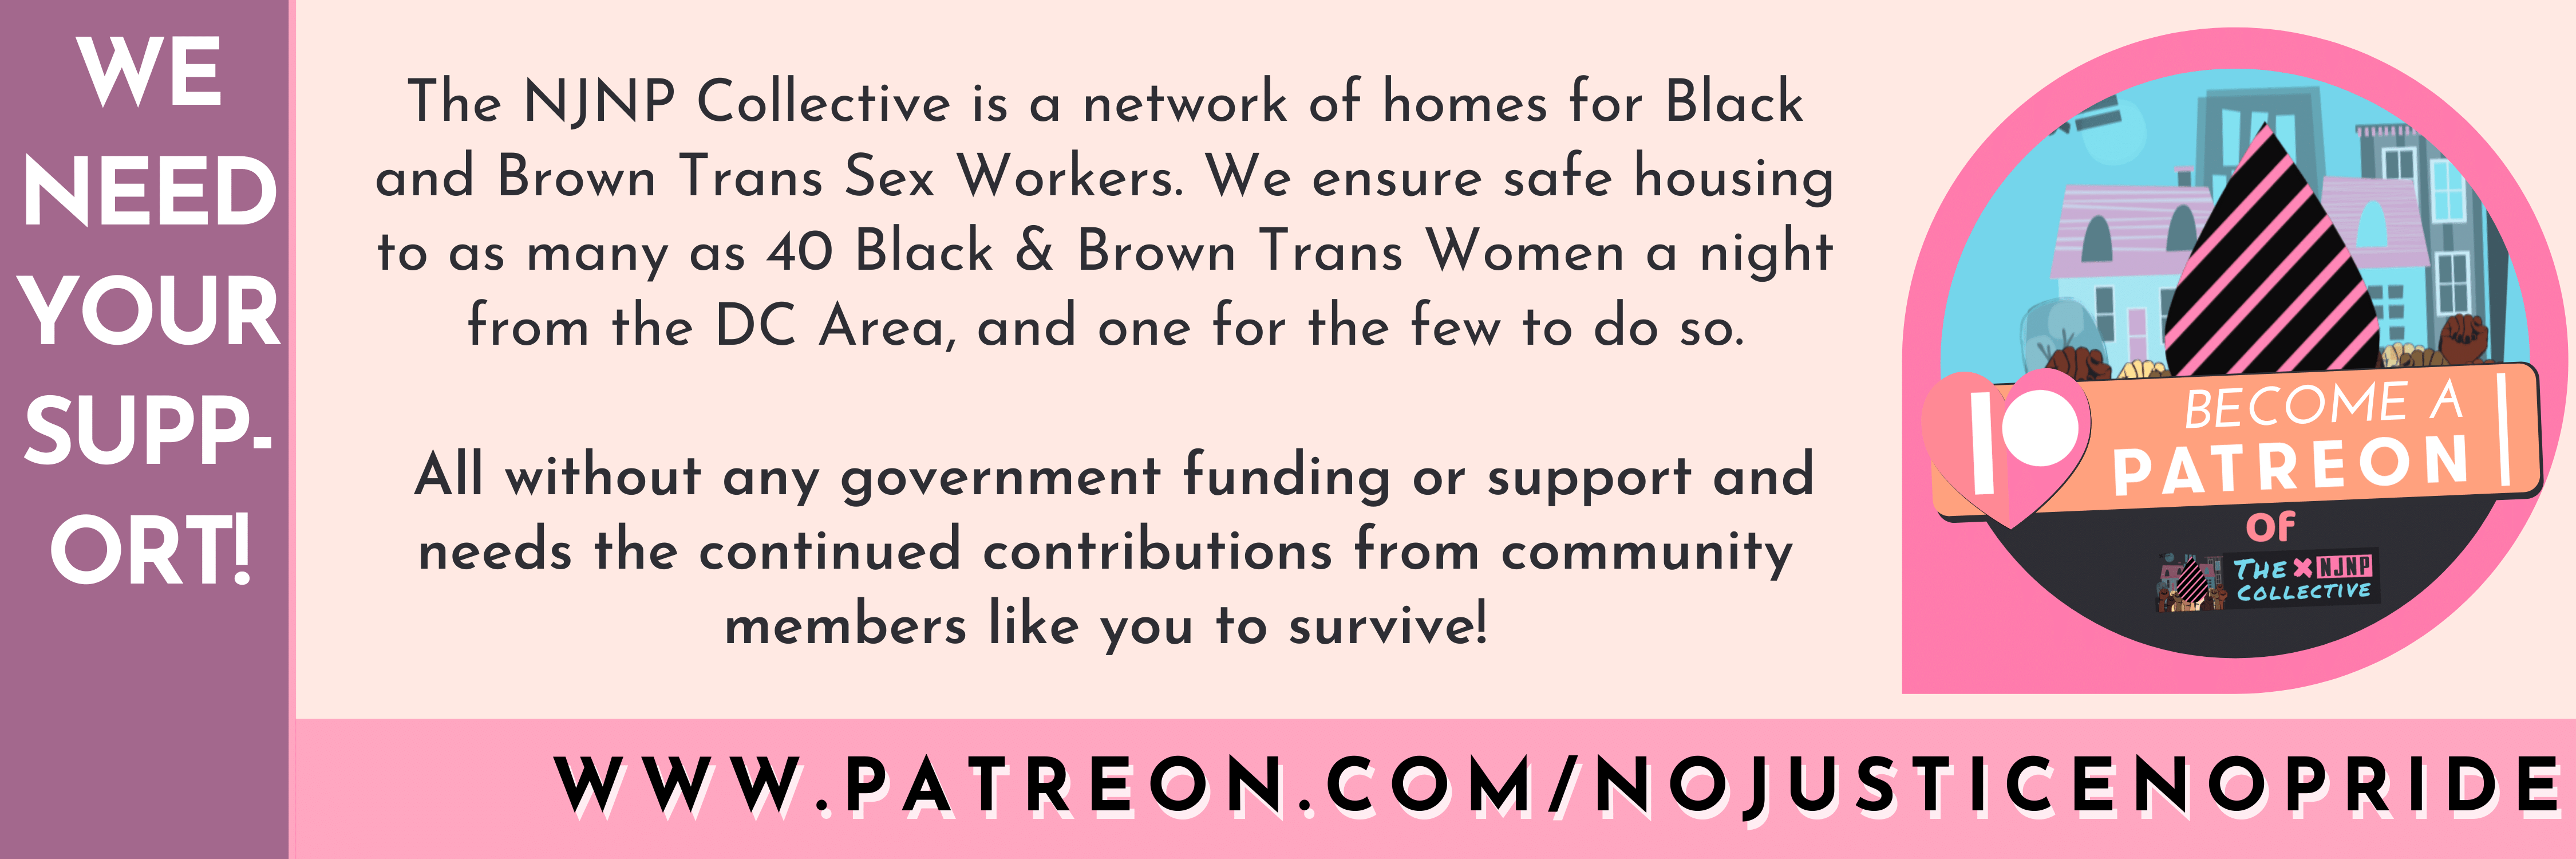 WE
NEED
YOUR
SUPP-
ORT!
The NJNP Collective is a network of homes for Black
and Brown Trans Sex Workers. We ensure safe housing
to as many as 40 Black & Brown Trans Women a night
from the DC Area, and one for the few to do so.
All without any government funding or support and
needs the continued contributions from community
members like you to survive!
BECOME A
PATREON
OF
THE NJNP
COLLECTIVE
WWW.PATREON.COM/NOJUSTICENOPRIDE